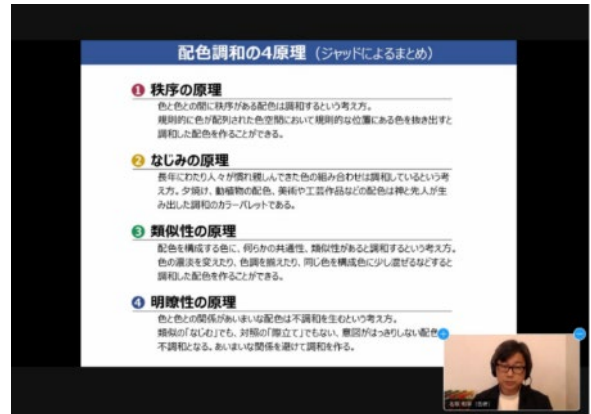 配色調和の4原理（ジャッドによるまとめ）
❶ 秩序の原理
色と色との間に秩序がある配色は調和するという考え方。
規則的に色が配列された色空間において規則的な位置にある色を抜き出すと
調和した配色を作ることができる。
❷ なじみの原理
長年にわたり人々が慣れ親しんできた色の組み合わせは調和しているという考
え方。夕焼け、動植物の配色、美術や工芸作品などの配色は神と先人が生
み出した調和のカラーパレットである。
❸ 類似性の原理
配色を構成する色に、何らかの共通性、類似性があると調和するという考え方。
色の濃淡を変えたり、色調を揃えたり、同じ色を構成色に少し混ぜるなどすると
調和した配色を作ることができる。
❹ 明瞭性の原理
色と色との関係があいまいな配色は不調和を生むという考え方。
類似の「なじむ」でも、対照の「際立て」でもない、意図がはっきりしない配色
不調和となる。あいまいな関係を避けて調和を作る。